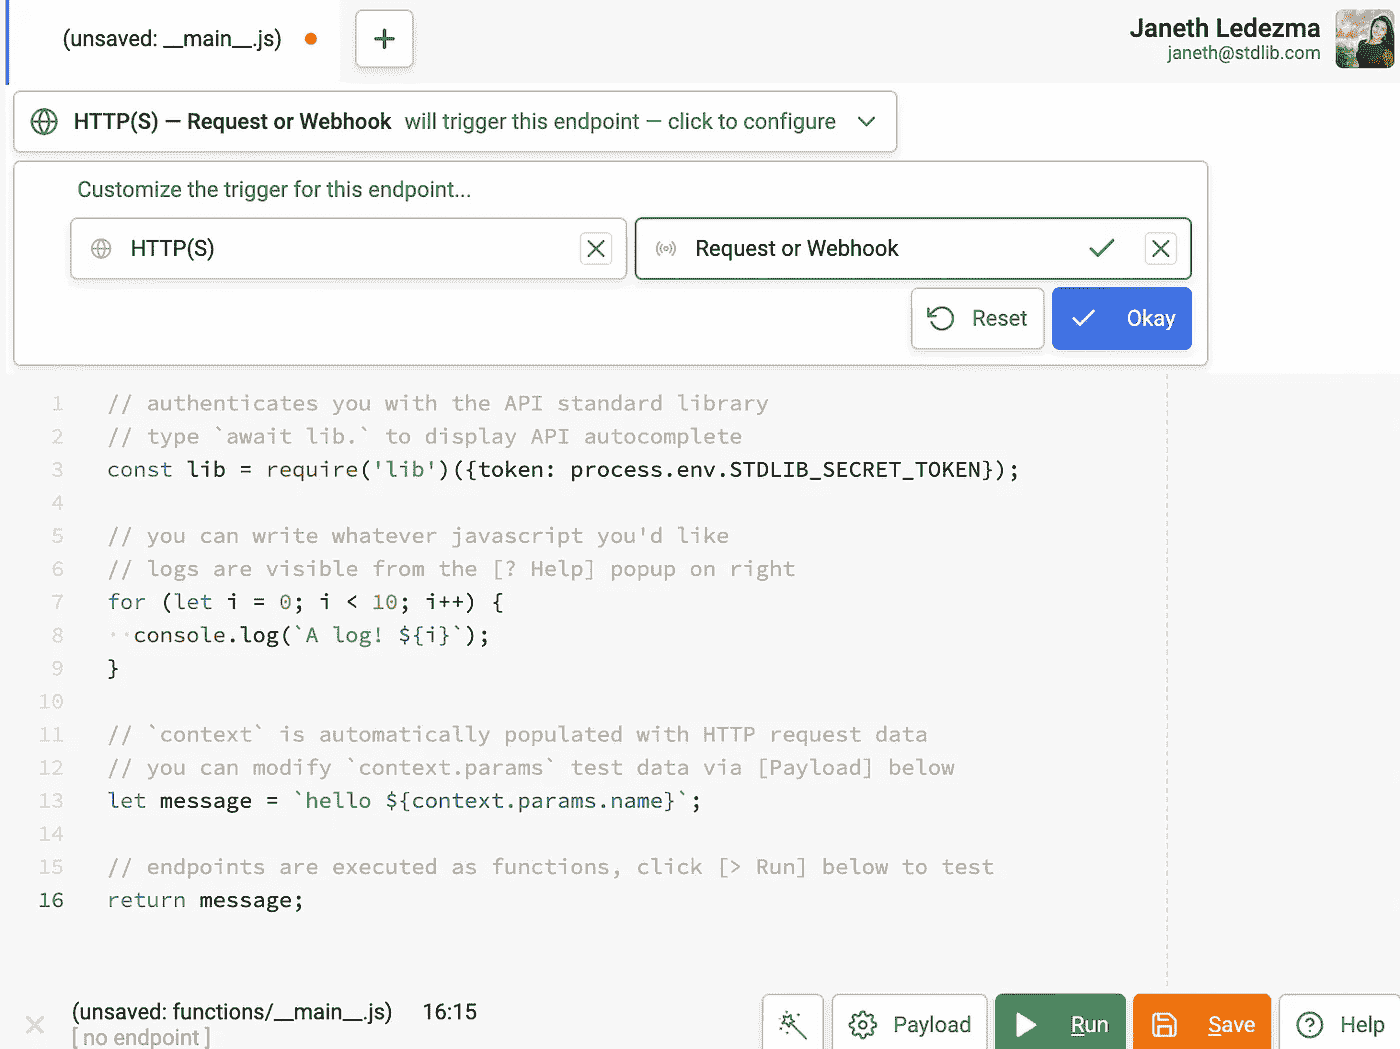 (unsaved: __main__.js)
+
Janeth Ledezma
janeth@stdlib.com
HTTP(S) — Request or Webhook will trigger this endpoint — click to configure
Customize the trigger for this endpoint...
HTTP(S)
Request or Webhook
Reset
Okay
1 // authenticates you with the API standard library
2 // type `await lib.` to display API autocomplete
3 const lib = require('lib')({token: process.env.STDLIB_SECRET_TOKEN});
4
5 // you can write whatever javascript you'd like
6 // logs are visible from the [? Help] popup on right
7 for (let i = 0; i < 10; i++) {
8 ··console.log(`A log! ${i}`);
9 }
10
11 // `context` is automatically populated with HTTP request data
12 // you can modify `context.params` test data via [Payload] below
13 let message = `hello ${context.params.name}`;
14
15 // endpoints are executed as functions, click [> Run] below to test
16 return message;
(unsaved: functions/__main__.js) 16:15
[ no endpoint ]
Payload
Run
Save
Help